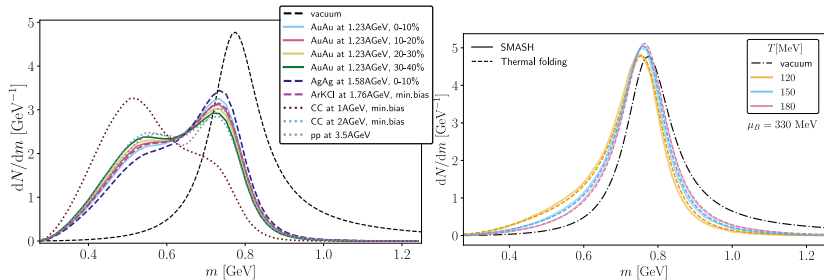 vacuum
AuAu at 1.23AGeV, 0-10%
AuAu at 1.23AGeV, 10-20%
AuAu at 1.23AGeV, 20-30%
AuAu at 1.23AGeV, 30-40%
AgAg at 1.58AGeV, 0-10%
ArKCl at 1.76AGeV, min.bias
CC at 1AGeV, min.bias
CC at 2AGeV, min.bias
pp at 3.5AGeV
dN/dm [GeV⁻¹]
5
4
3
2
1
0
0.4
0.6
0.8
1.0
1.2
m [GeV]
SMASH
Thermal folding
T[MeV]
vacuum
120
150
180
μ_B = 330 MeV
dN/dm [GeV⁻¹]
5
4
3
2
1
0
0.4
0.6
0.8
1.0
1.2
m [GeV]